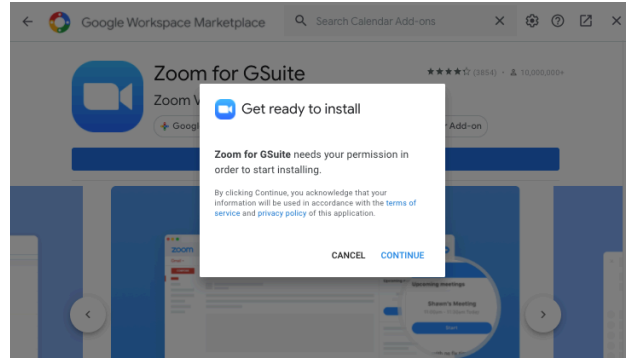 Google Workspace Marketplace
Search Calendar Add-ons
Zoom for GSuite
(3854)
10,000,000+
Zoom
Add-on
Get ready to install
Zoom for GSuite needs your permission in
order to start installing.
By clicking Continue, you acknowledge that your
information will be used in accordance with the terms of
service and privacy policy of this application.
CANCEL CONTINUE
zoom
Upcoming meetings
Shawn's Meeting
Start